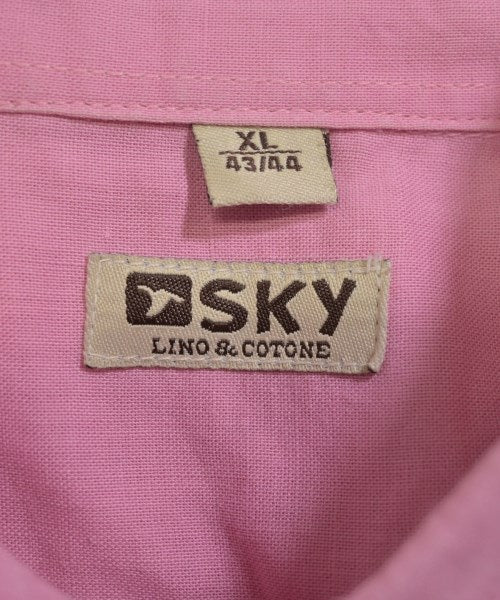 XL
43/44
SKY
LINO & COTONE